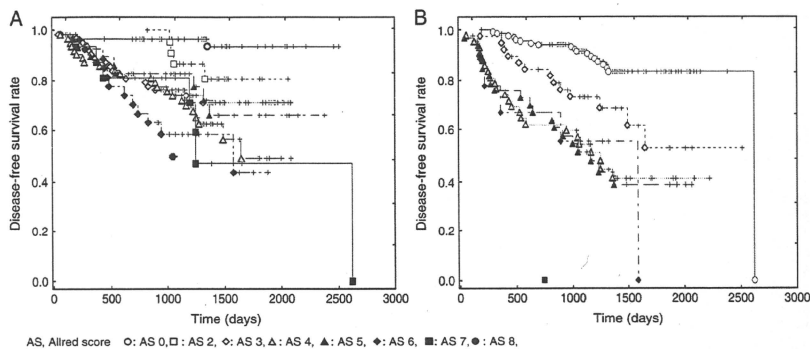 A
Disease-free survival rate
1.0
0.8
0.6
0.4
0.2
0.0
0 500 1000 1500 2000 2500 3000
Time (days)
B
Disease-free survival rate
1.0
0.8
0.6
0.4
0.2
0.0
0 500 1000 1500 2000 2500 3000
Time (days)
AS, Allred score ○: AS 0, □: AS 2, ◇: AS 3, △: AS 4, ▲: AS 5, ◆: AS 6, ■: AS 7, ●: AS 8,